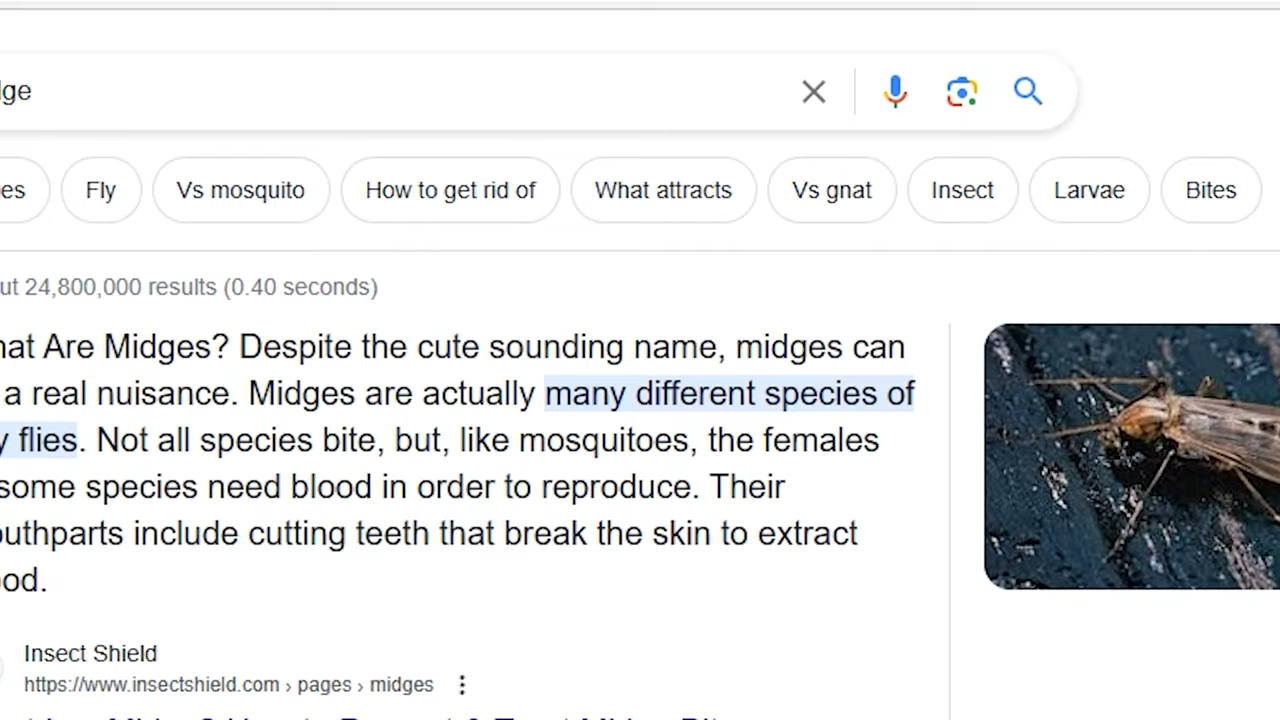 dge
es Fly Vs mosquito How to get rid of What attracts Vs gnat Insect Larvae Bites
ut 24,800,000 results (0.40 seconds)
hat Are Midges? Despite the cute sounding name, midges can
a real nuisance. Midges are actually many different species of
y flies. Not all species bite, but, like mosquitoes, the females
some species need blood in order to reproduce. Their
outhparts include cutting teeth that break the skin to extract
ood.
Insect Shield
https://www.insectshield.com › pages › midges